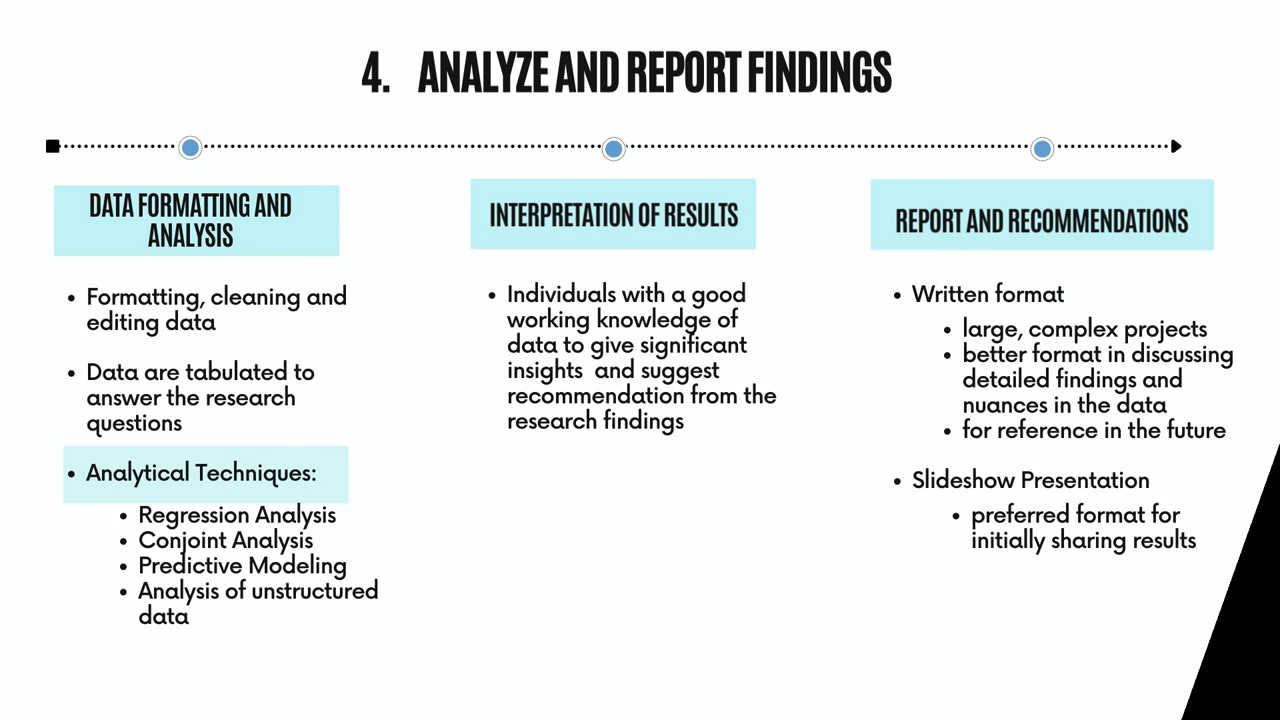 4. ANALYZE AND REPORT FINDINGS
DATA FORMATTING AND
ANALYSIS
• Formatting, cleaning and
editing data
• Data are tabulated to
answer the research
questions
• Analytical Techniques:
• Regression Analysis
• Conjoint Analysis
• Predictive Modeling
• Analysis of unstructured
data
INTERPRETATION OF RESULTS
• Individuals with a good
working knowledge of
data to give significant
insights and suggest
recommendation from the
research findings
REPORT AND RECOMMENDATIONS
• Written format
• large, complex projects
• better format in discussing
detailed findings and
nuances in the data
• for reference in the future
• Slideshow Presentation
• preferred format for
initially sharing results